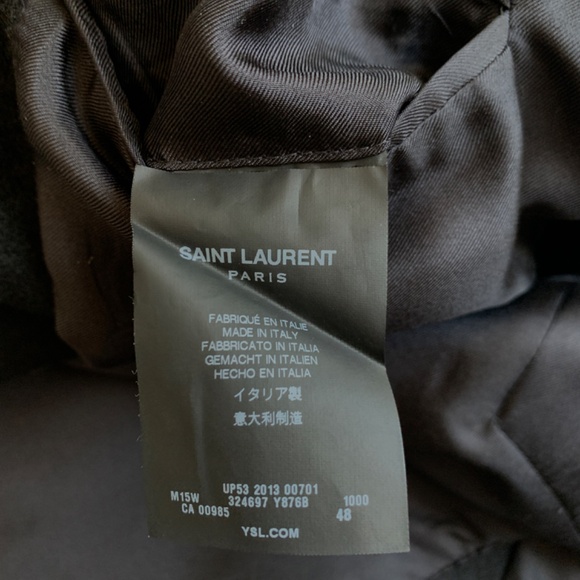 SAINT LAURENT
PARIS
FABRIQUÉ EN ITALIE
MADE IN ITALY
FABBRICATO IN ITALIA
GEMACHT IN ITALIEN
HECHO EN ITALIA
イタリア製
意大利制造
UP53 2013 00701
M15W 324697 Y876B 1000
CA 00985 48
YSL.COM